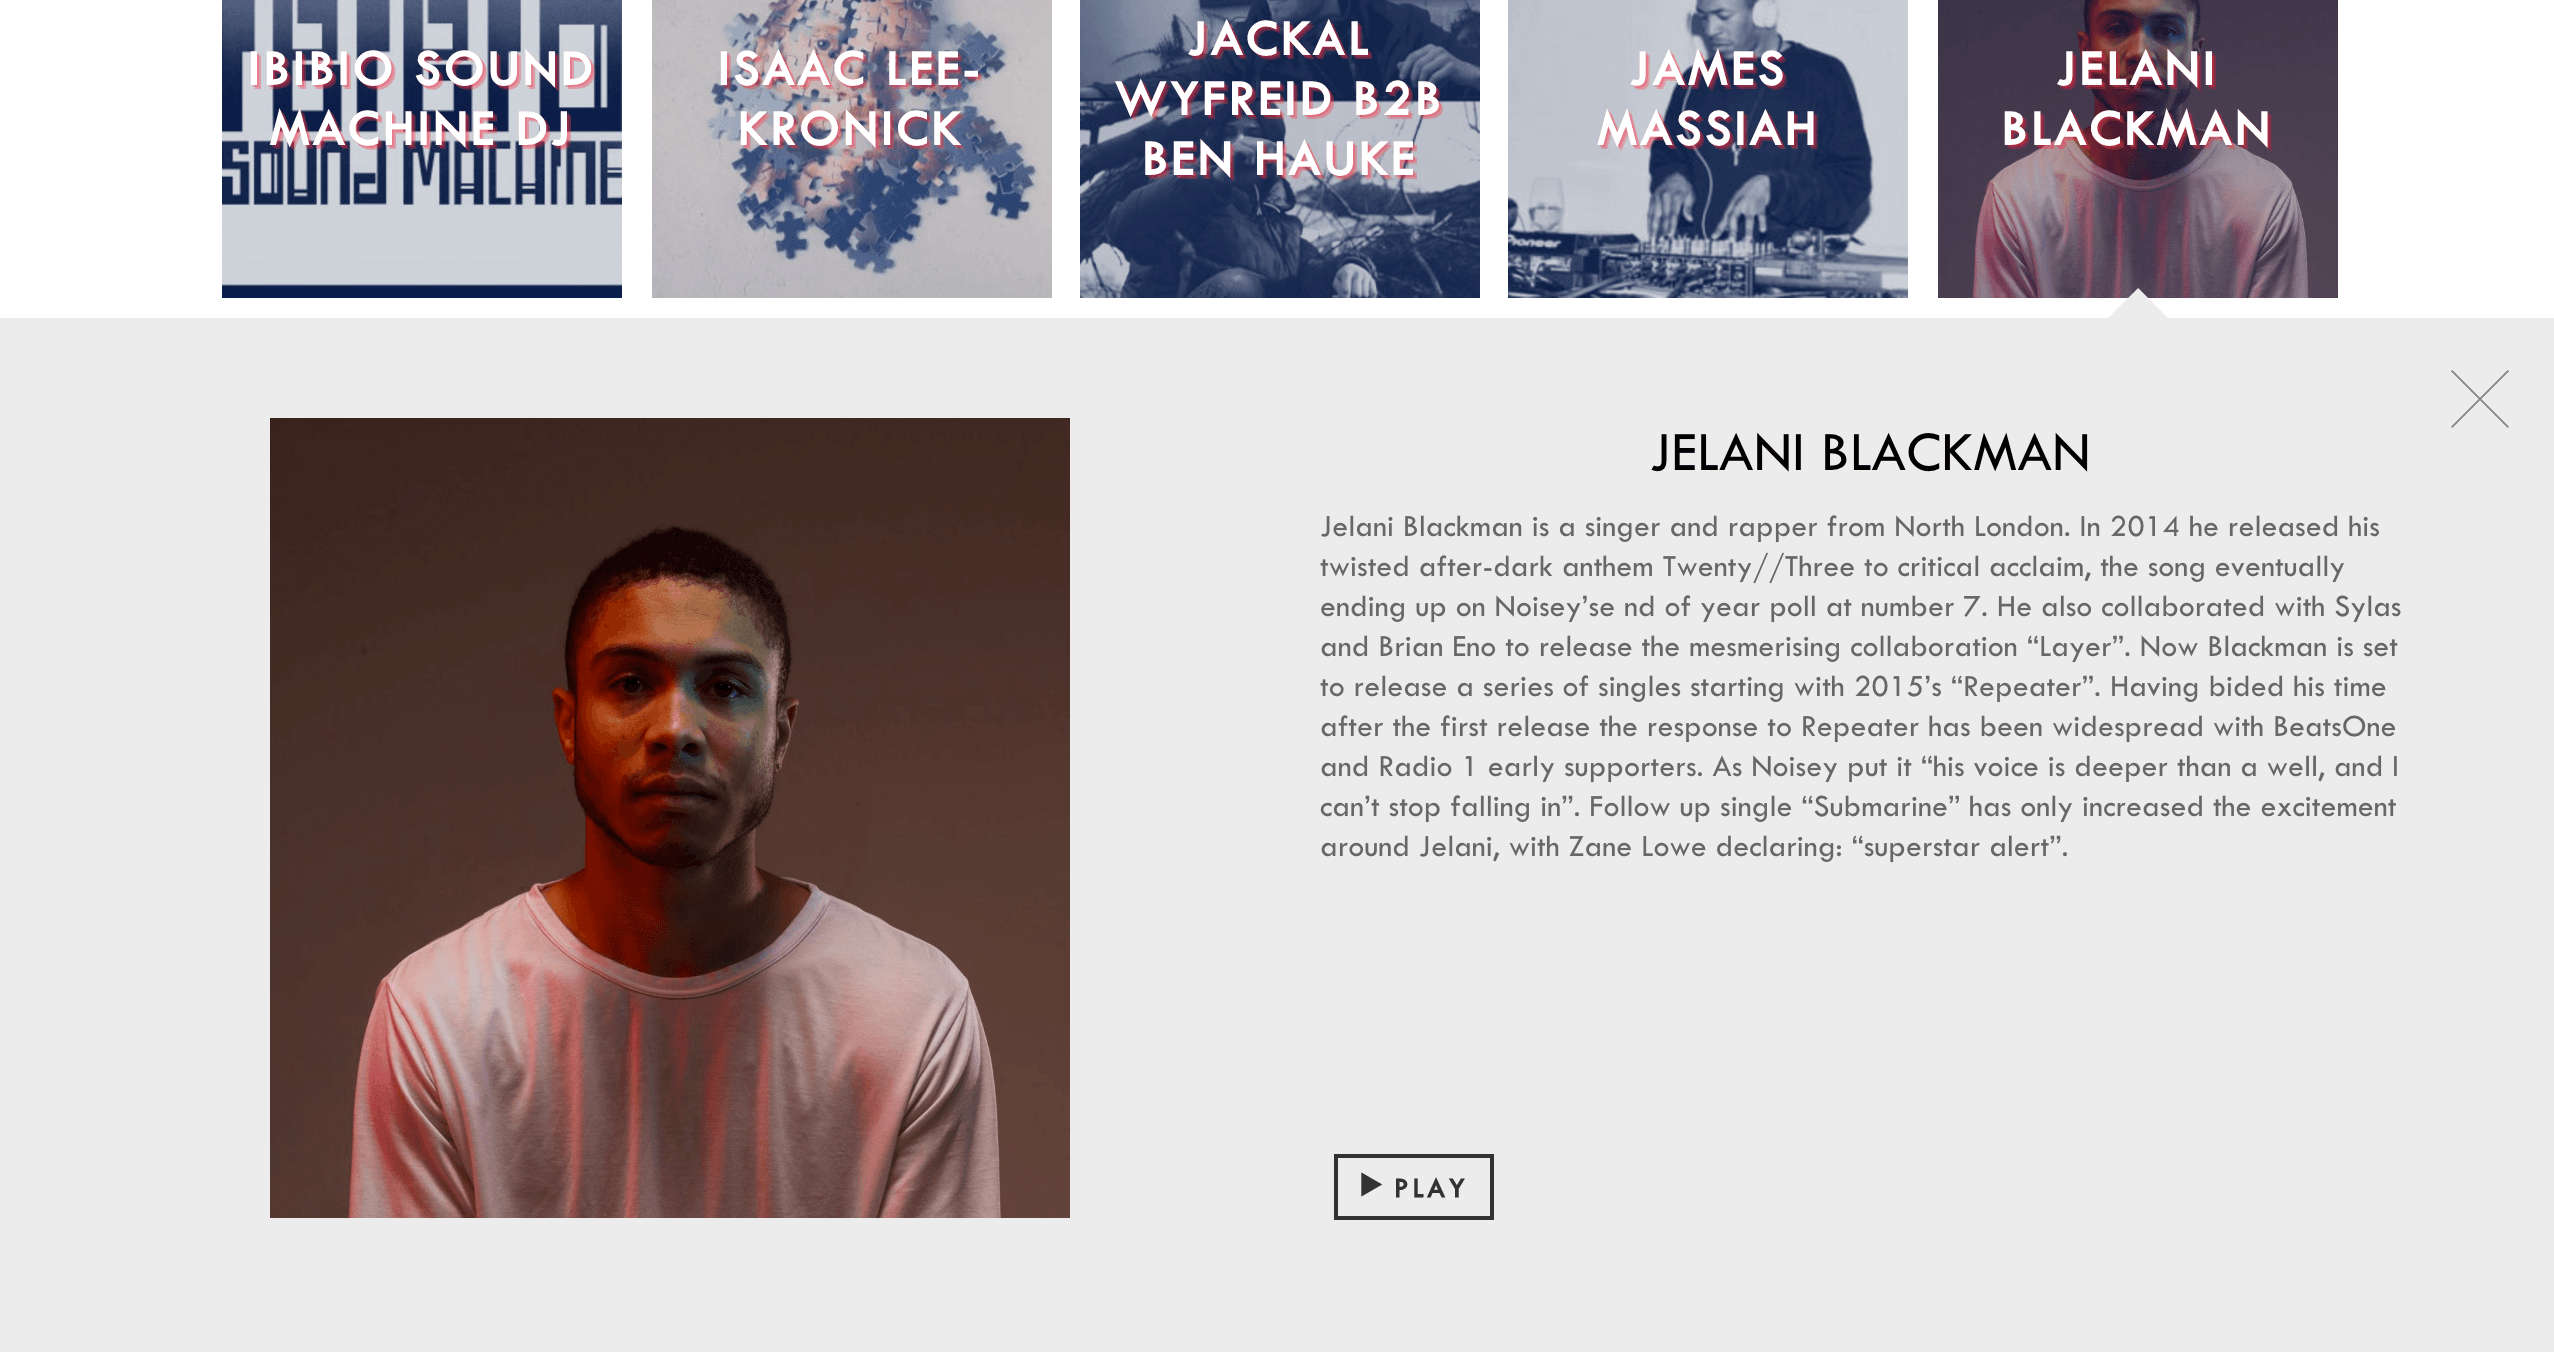 IBIBIO SOUND
MACHINE DJ
SOUND MACHINE
ISAAC LEE-
KRONICK
JACKAL
WYFREID B2B
BEN HAUKE
JAMES
MASSIAH
Pioneer
JELANI
BLACKMAN
JELANI BLACKMAN
Jelani Blackman is a singer and rapper from North London. In 2014 he released his
twisted after-dark anthem Twenty//Three to critical acclaim, the song eventually
ending up on Noisey’se nd of year poll at number 7. He also collaborated with Sylas
and Brian Eno to release the mesmerising collaboration “Layer”. Now Blackman is set
to release a series of singles starting with 2015’s “Repeater”. Having bided his time
after the first release the response to Repeater has been widespread with BeatsOne
and Radio 1 early supporters. As Noisey put it “his voice is deeper than a well, and I
can’t stop falling in”. Follow up single “Submarine” has only increased the excitement
around Jelani, with Zane Lowe declaring: “superstar alert”.
PLAY